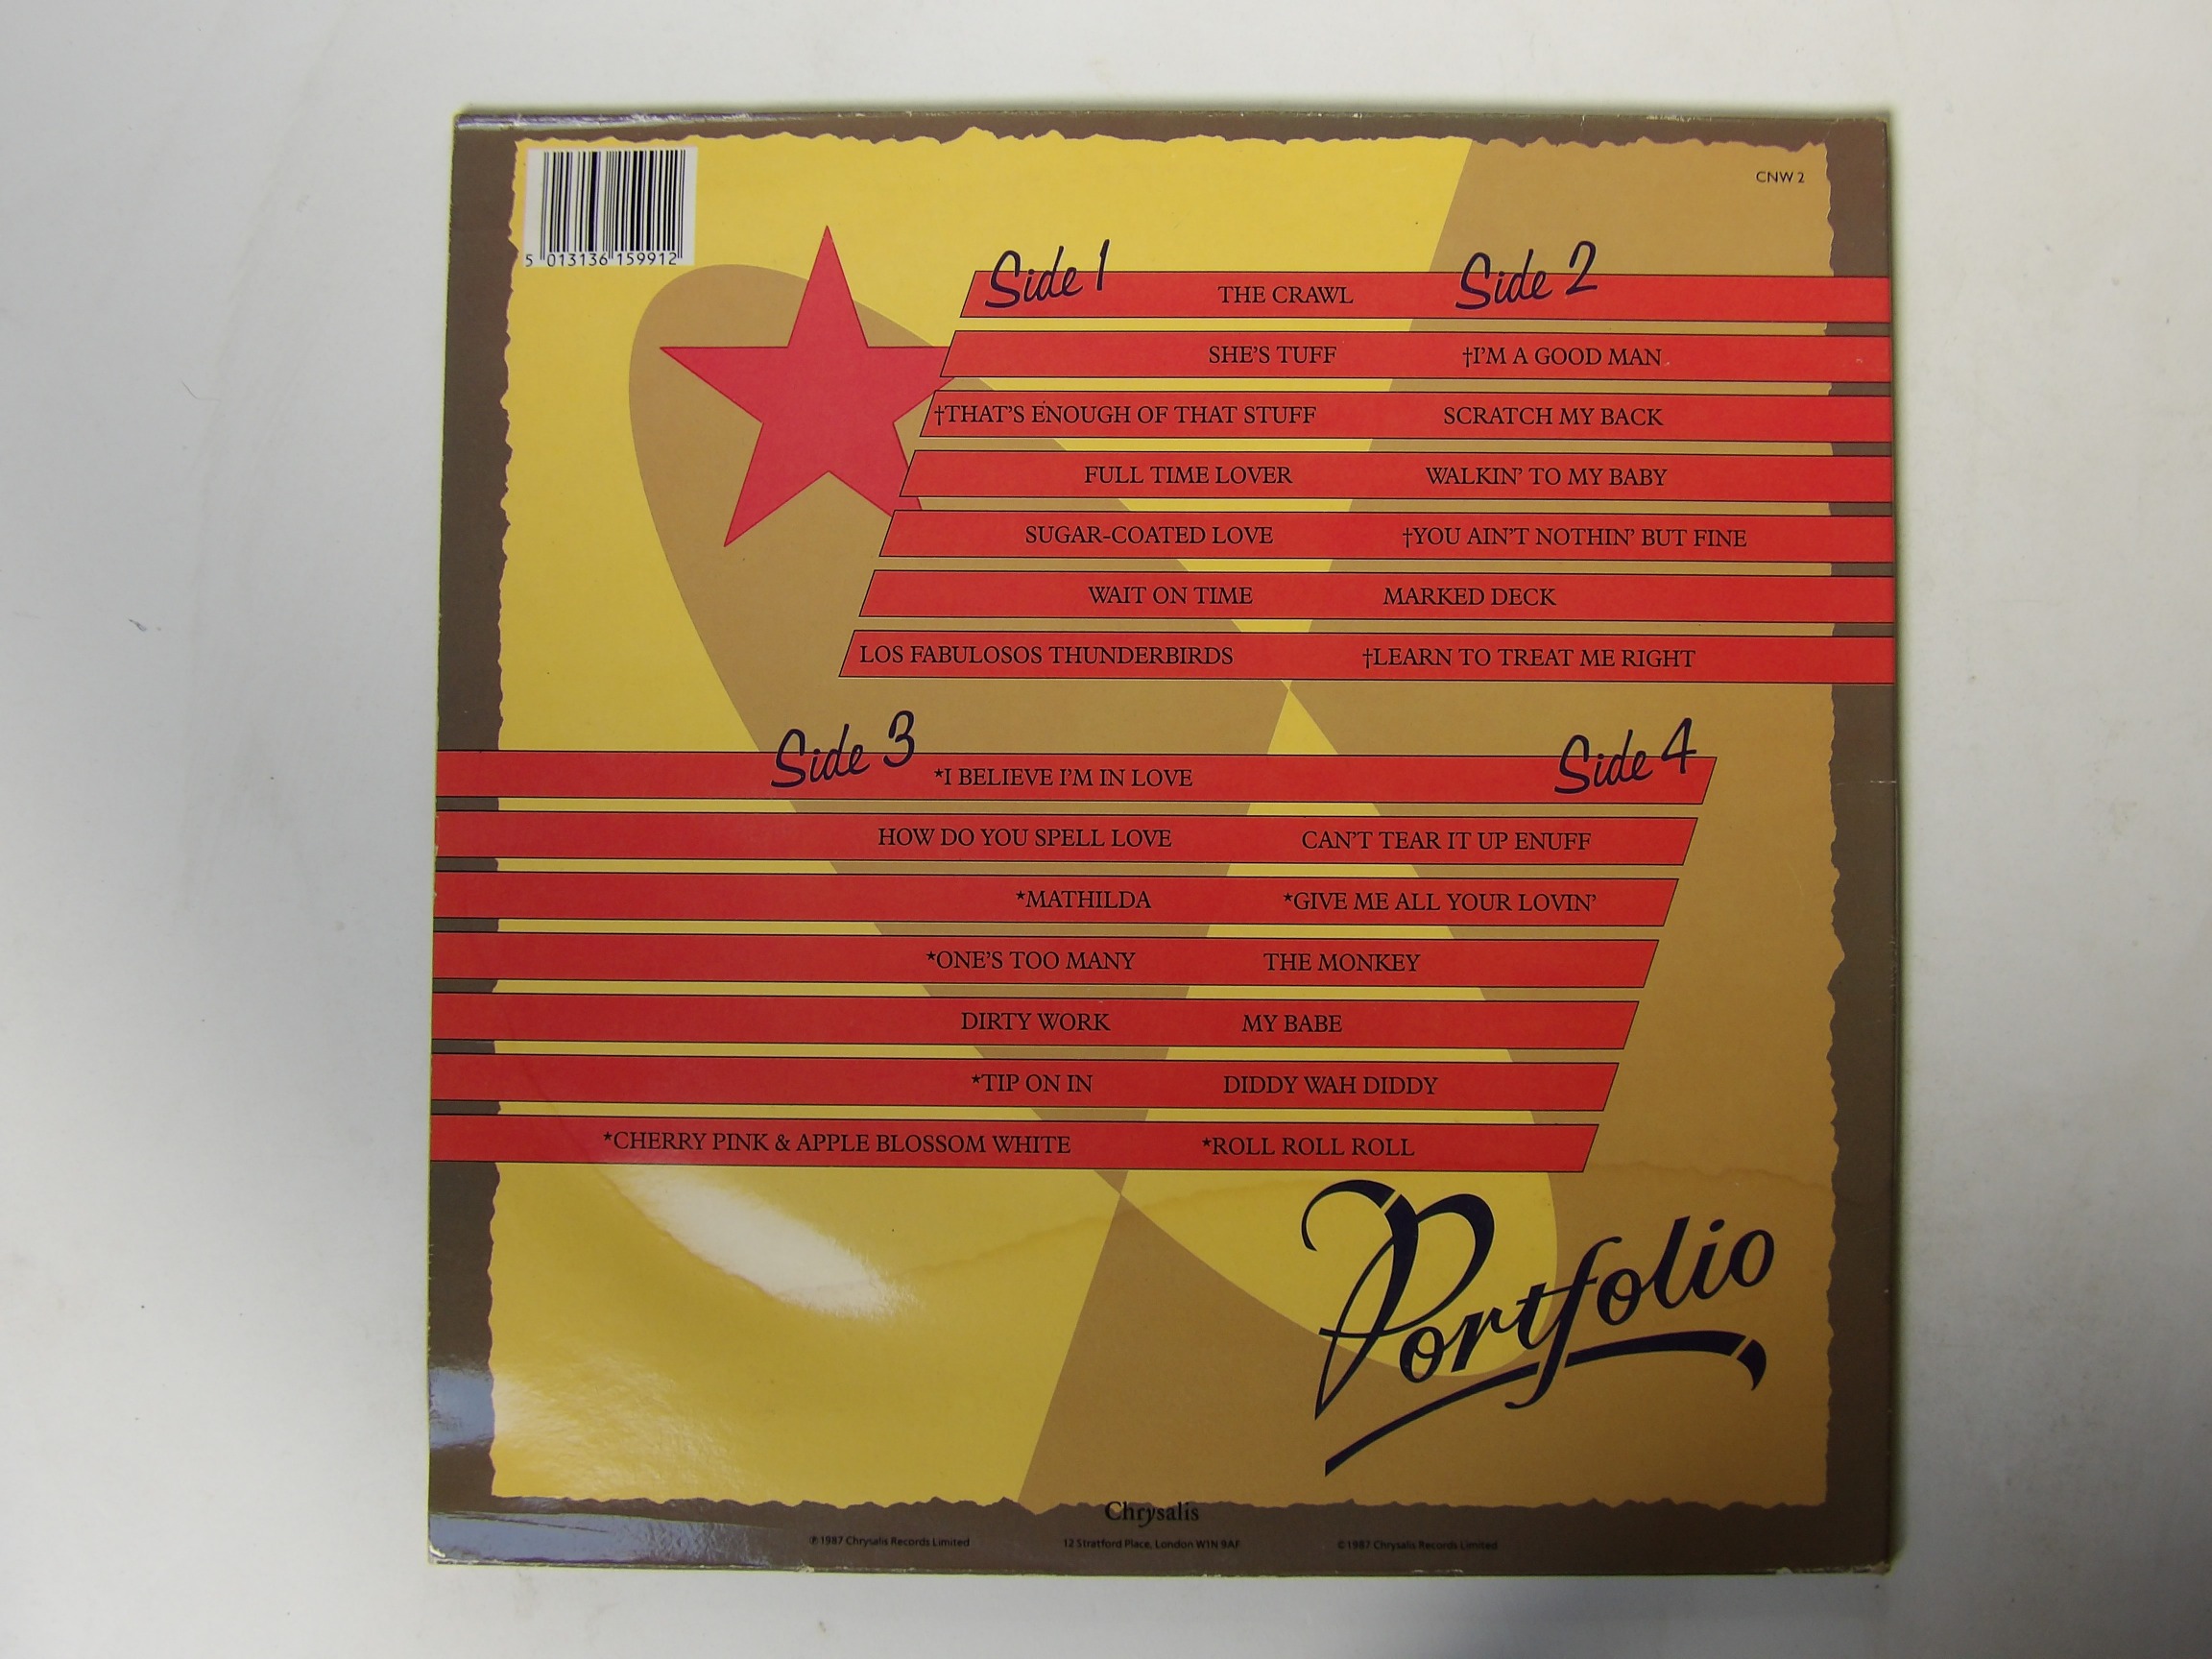 CNW 2
5 013136 159912
Side 1
THE CRAWL
SHE'S TUFF
†THAT'S ENOUGH OF THAT STUFF
FULL TIME LOVER
SUGAR-COATED LOVE
WAIT ON TIME
LOS FABULOSOS THUNDERBIRDS
Side 2
†I'M A GOOD MAN
SCRATCH MY BACK
WALKIN' TO MY BABY
†YOU AIN'T NOTHIN' BUT FINE
MARKED DECK
†LEARN TO TREAT ME RIGHT
Side 3
*I BELIEVE I'M IN LOVE
HOW DO YOU SPELL LOVE
*MATHILDA
*ONE'S TOO MANY
DIRTY WORK
*TIP ON IN
*CHERRY PINK & APPLE BLOSSOM WHITE
Side 4
CAN'T TEAR IT UP ENUFF
*GIVE ME ALL YOUR LOVIN'
THE MONKEY
MY BABE
DIDDY WAH DIDDY
*ROLL ROLL ROLL
Portfolio
Chrysalis
℗ 1987 Chrysalis Records Limited
12 Stratford Place, London W1N 9AF
© 1987 Chrysalis Records Limited